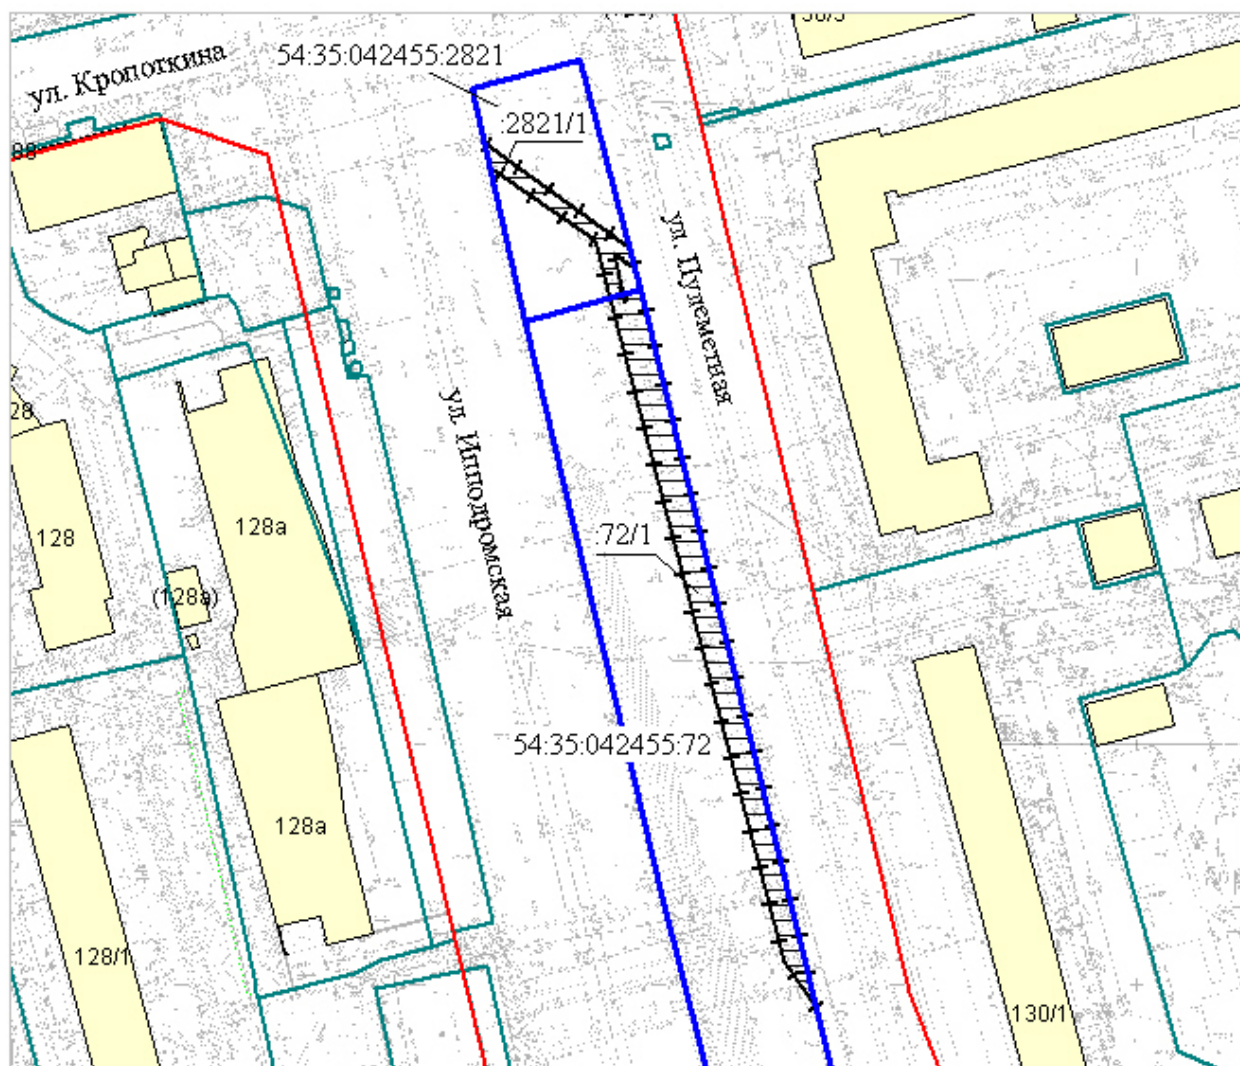 ул. Кропоткина
54:35:042455:2821
:2821/1
ул. Пулеметная
ул. Ипподромская
128
128а
(128а)
:72/1
54:35:042455:72
128а
128/1
130/1